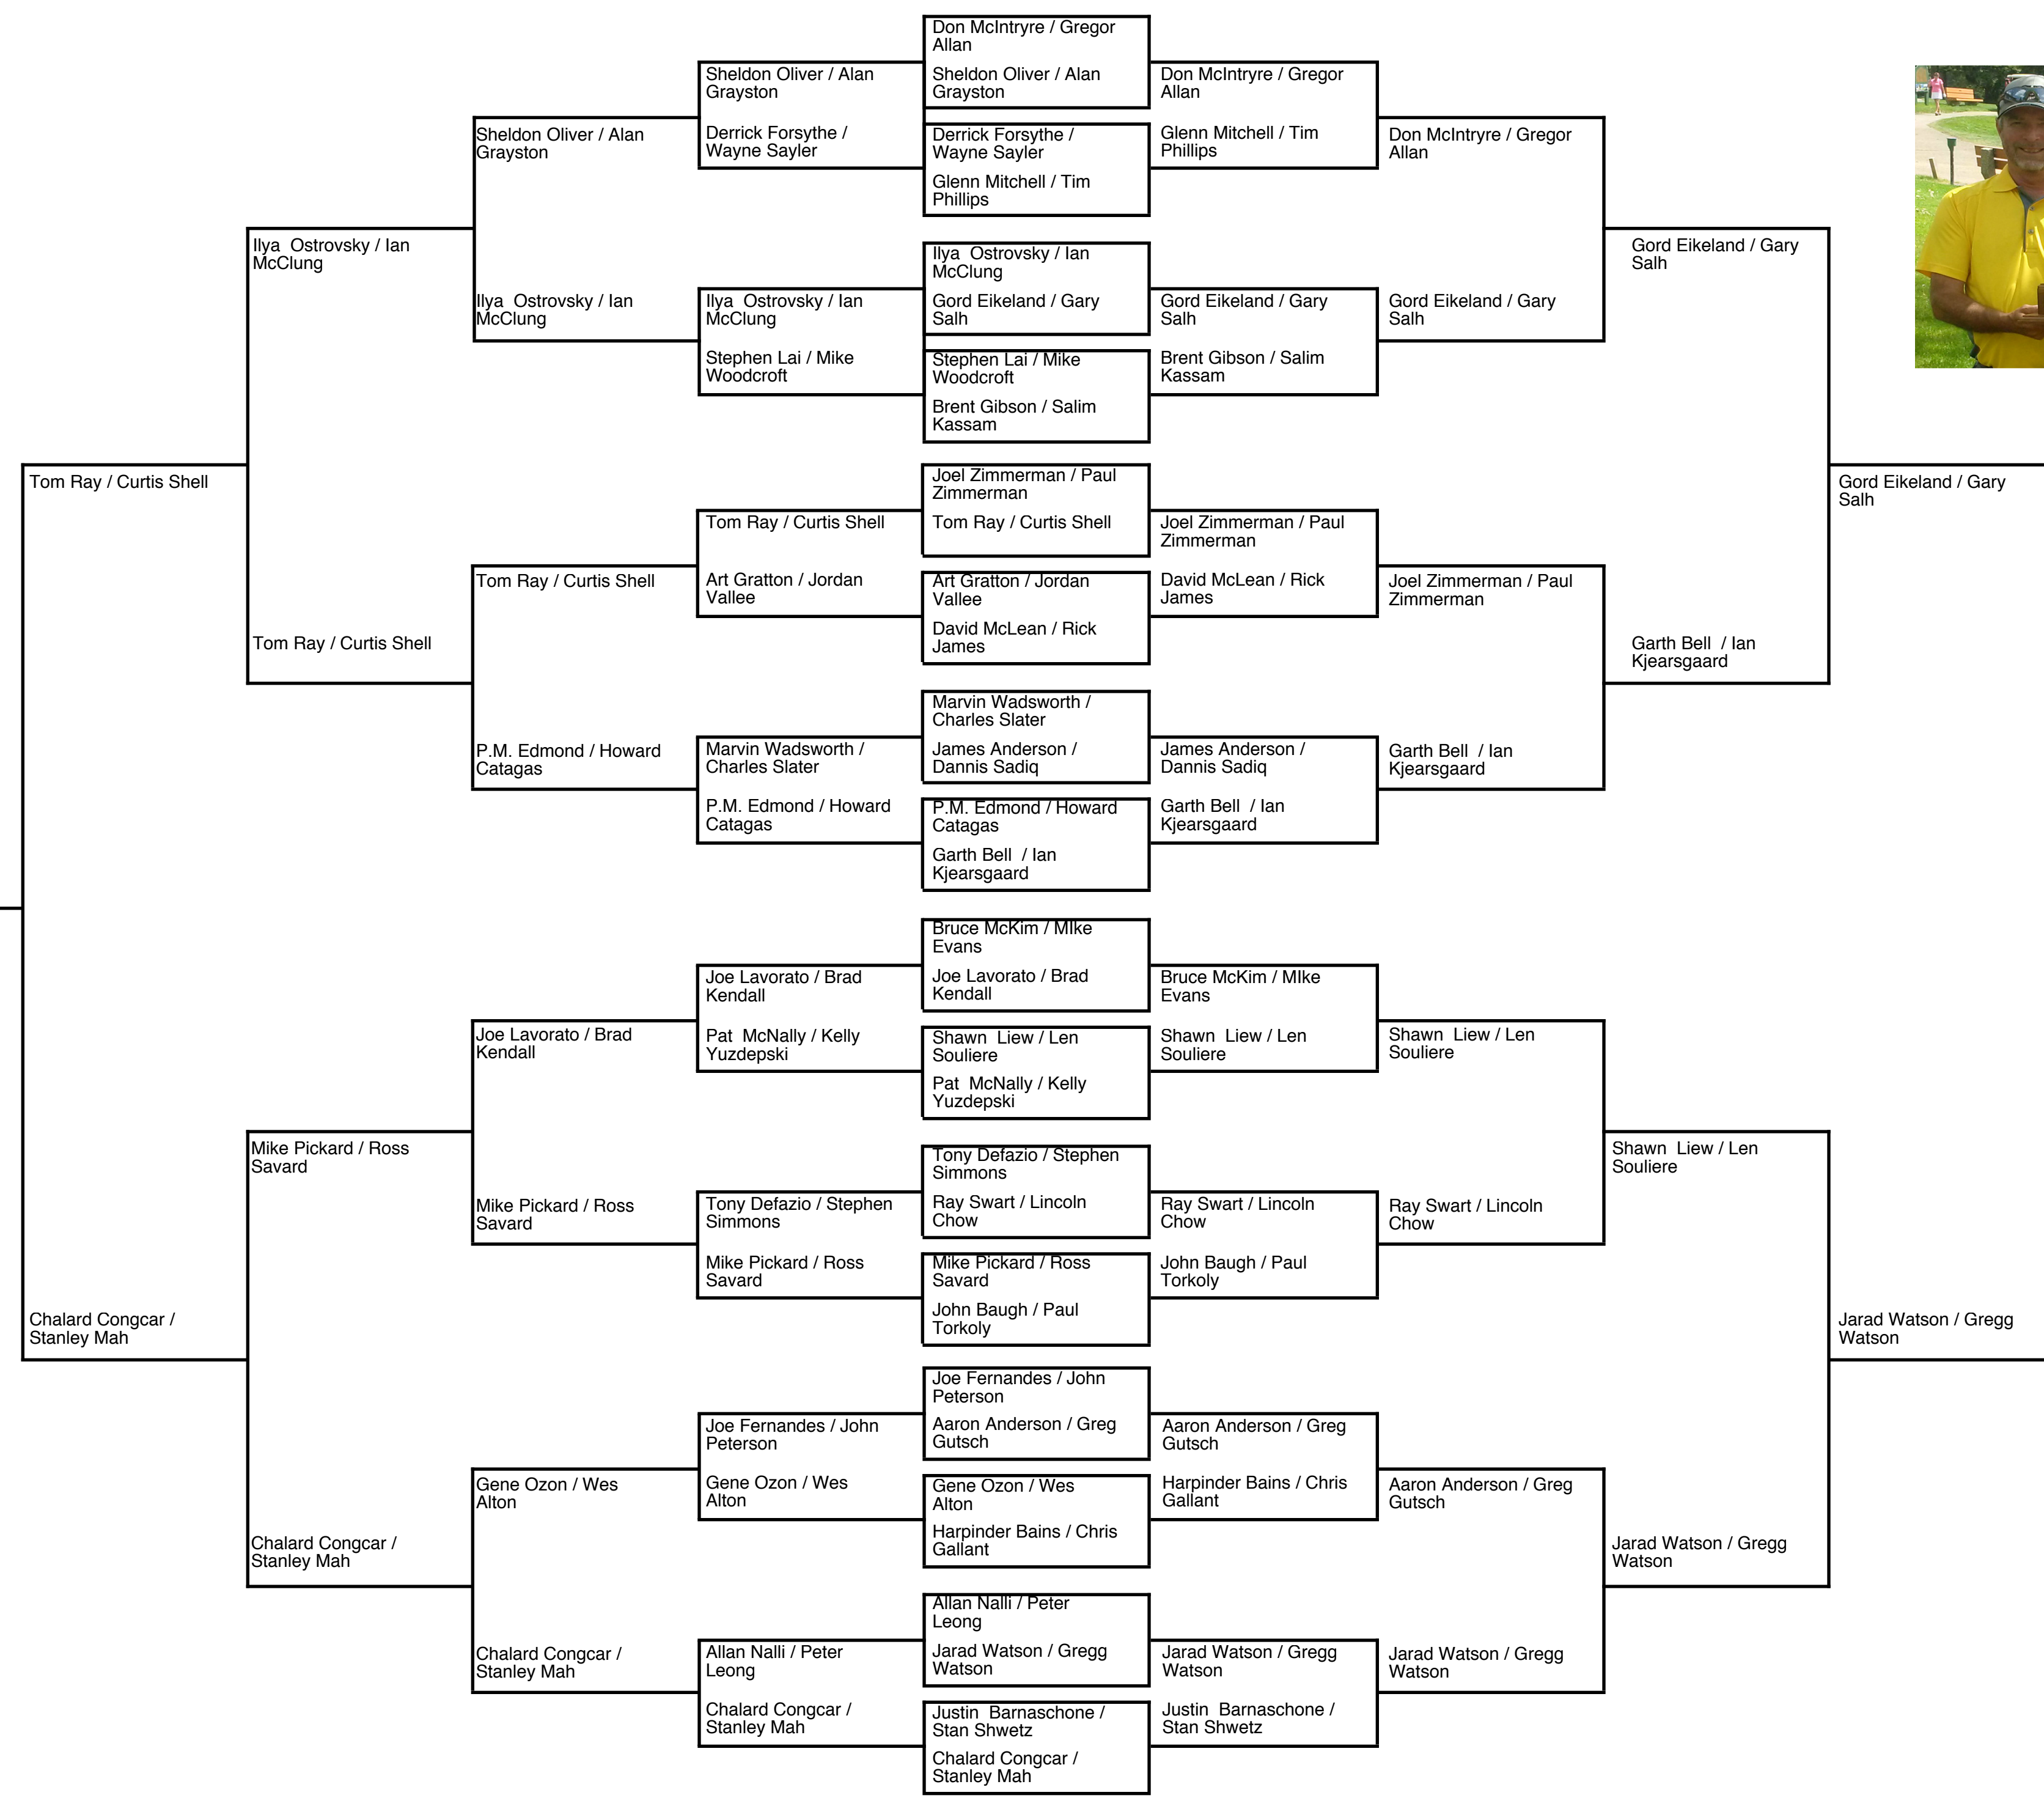 Tom Ray / Curtis Shell
Chalard Congcar /
Stanley Mah
Ilya  Ostrovsky / Ian
McClung
Tom Ray / Curtis Shell
Mike Pickard / Ross
Savard
Chalard Congcar /
Stanley Mah
Sheldon Oliver / Alan
Grayston
Ilya  Ostrovsky / Ian
McClung
Tom Ray / Curtis Shell
P.M. Edmond / Howard
Catagas
Joe Lavorato / Brad
Kendall
Mike Pickard / Ross
Savard
Gene Ozon / Wes
Alton
Chalard Congcar /
Stanley Mah
Sheldon Oliver / Alan
Grayston
Derrick Forsythe /
Wayne Sayler
Ilya  Ostrovsky / Ian
McClung
Stephen Lai / Mike
Woodcroft
Tom Ray / Curtis Shell
Art Gratton / Jordan
Vallee
Marvin Wadsworth /
Charles Slater
P.M. Edmond / Howard
Catagas
Joe Lavorato / Brad
Kendall
Pat  McNally / Kelly
Yuzdepski
Tony Defazio / Stephen
Simmons
Mike Pickard / Ross
Savard
Joe Fernandes / John
Peterson
Gene Ozon / Wes
Alton
Allan Nalli / Peter
Leong
Chalard Congcar /
Stanley Mah
Don McIntryre / Gregor
Allan
Sheldon Oliver / Alan
Grayston
Derrick Forsythe /
Wayne Sayler
Glenn Mitchell / Tim
Phillips
Ilya  Ostrovsky / Ian
McClung
Gord Eikeland / Gary
Salh
Stephen Lai / Mike
Woodcroft
Brent Gibson / Salim
Kassam
Joel Zimmerman / Paul
Zimmerman
Tom Ray / Curtis Shell
Art Gratton / Jordan
Vallee
David McLean / Rick
James
Marvin Wadsworth /
Charles Slater
James Anderson /
Dannis Sadiq
P.M. Edmond / Howard
Catagas
Garth Bell  / Ian
Kjearsgaard
Bruce McKim / MIke
Evans
Joe Lavorato / Brad
Kendall
Shawn  Liew / Len
Souliere
Pat  McNally / Kelly
Yuzdepski
Tony Defazio / Stephen
Simmons
Ray Swart / Lincoln
Chow
Mike Pickard / Ross
Savard
John Baugh / Paul
Torkoly
Joe Fernandes / John
Peterson
Aaron Anderson / Greg
Gutsch
Gene Ozon / Wes
Alton
Harpinder Bains / Chris
Gallant
Allan Nalli / Peter
Leong
Jarad Watson / Gregg
Watson
Justin  Barnaschone /
Stan Shwetz
Chalard Congcar /
Stanley Mah
Don McIntryre / Gregor
Allan
Glenn Mitchell / Tim
Phillips
Gord Eikeland / Gary
Salh
Brent Gibson / Salim
Kassam
Joel Zimmerman / Paul
Zimmerman
David McLean / Rick
James
James Anderson /
Dannis Sadiq
Garth Bell  / Ian
Kjearsgaard
Bruce McKim / MIke
Evans
Shawn  Liew / Len
Souliere
Ray Swart / Lincoln
Chow
John Baugh / Paul
Torkoly
Aaron Anderson / Greg
Gutsch
Harpinder Bains / Chris
Gallant
Jarad Watson / Gregg
Watson
Justin  Barnaschone /
Stan Shwetz
Don McIntryre / Gregor
Allan
Gord Eikeland / Gary
Salh
Joel Zimmerman / Paul
Zimmerman
Garth Bell  / Ian
Kjearsgaard
Shawn  Liew / Len
Souliere
Ray Swart / Lincoln
Chow
Aaron Anderson / Greg
Gutsch
Jarad Watson / Gregg
Watson
Gord Eikeland / Gary
Salh
Garth Bell  / Ian
Kjearsgaard
Shawn  Liew / Len
Souliere
Jarad Watson / Gregg
Watson
Gord Eikeland / Gary
Salh
Jarad Watson / Gregg
Watson